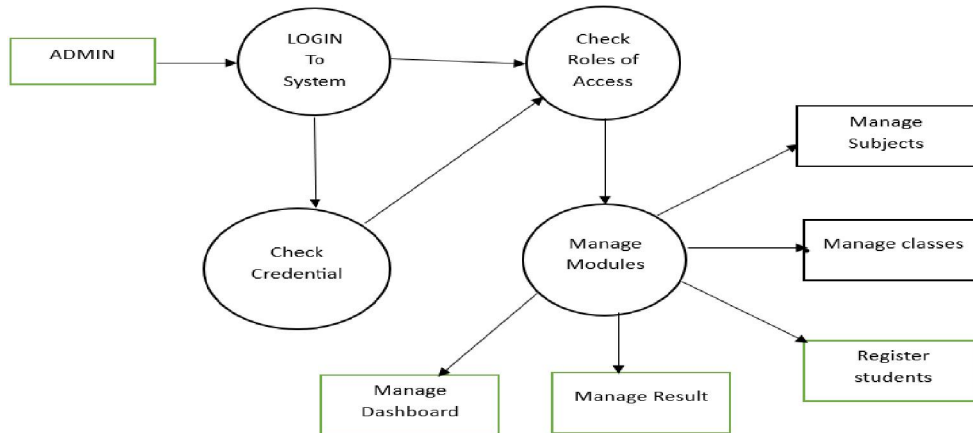 ADMIN
LOGIN
To
System
Check
Roles of
Access
Manage
Subjects
Check
Credential
Manage
Modules
Manage classes
Register
students
Manage
Dashboard
Manage Result